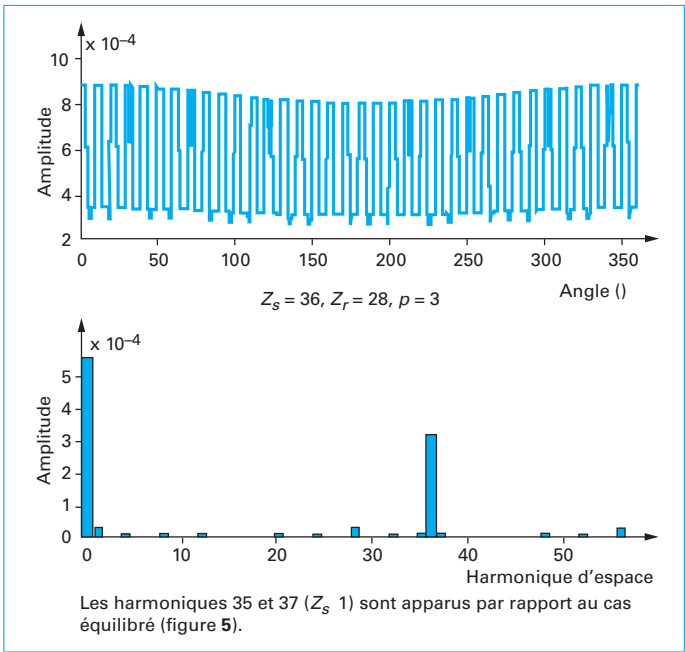 x 10–4
10
8
6
4
2
Amplitude
0 50 100 150 200 250 300 350
Angle ()
Zs = 36, Zr = 28, p = 3
x 10–4
5
4
3
2
1
0
Amplitude
0 10 20 30 40 50
Harmonique d'espace
Les harmoniques 35 et 37 (Zs 1) sont apparus par rapport au cas
équilibré (figure 5).